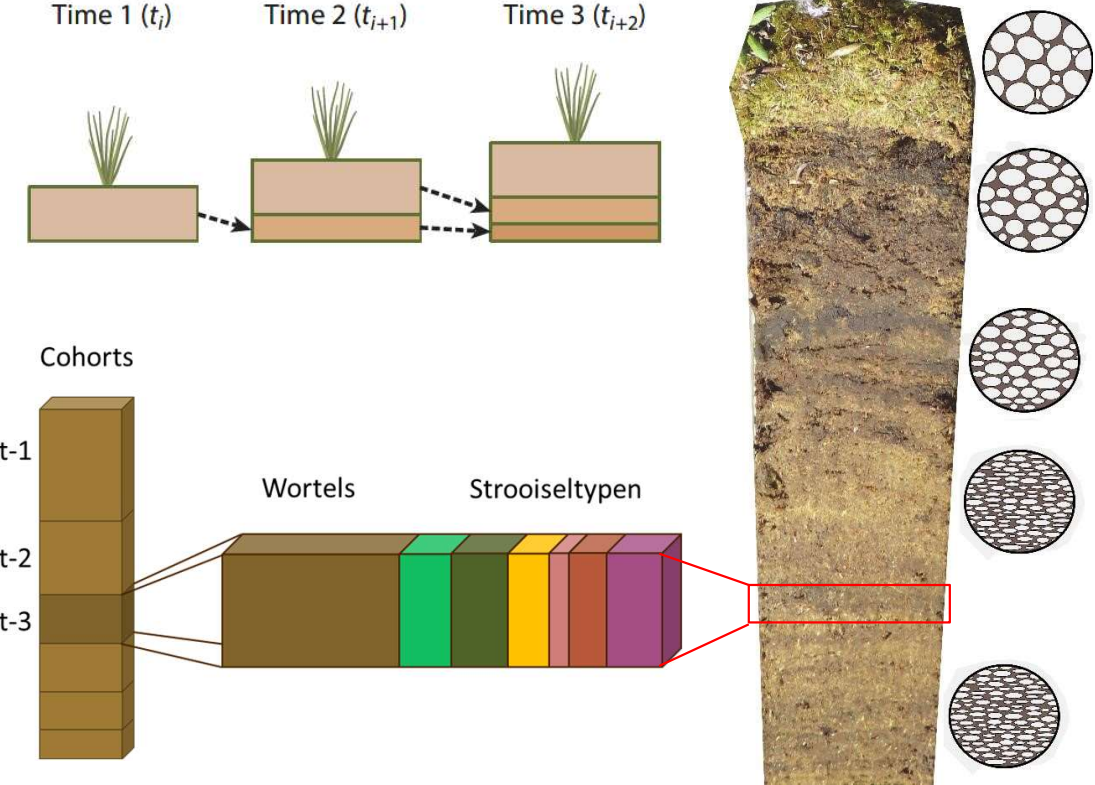 Time 1 (tᵢ)
Time 2 (tᵢ₊₁)
Time 3 (tᵢ₊₂)
Cohorts
t-1
t-2
t-3
Wortels
Strooiseltypen